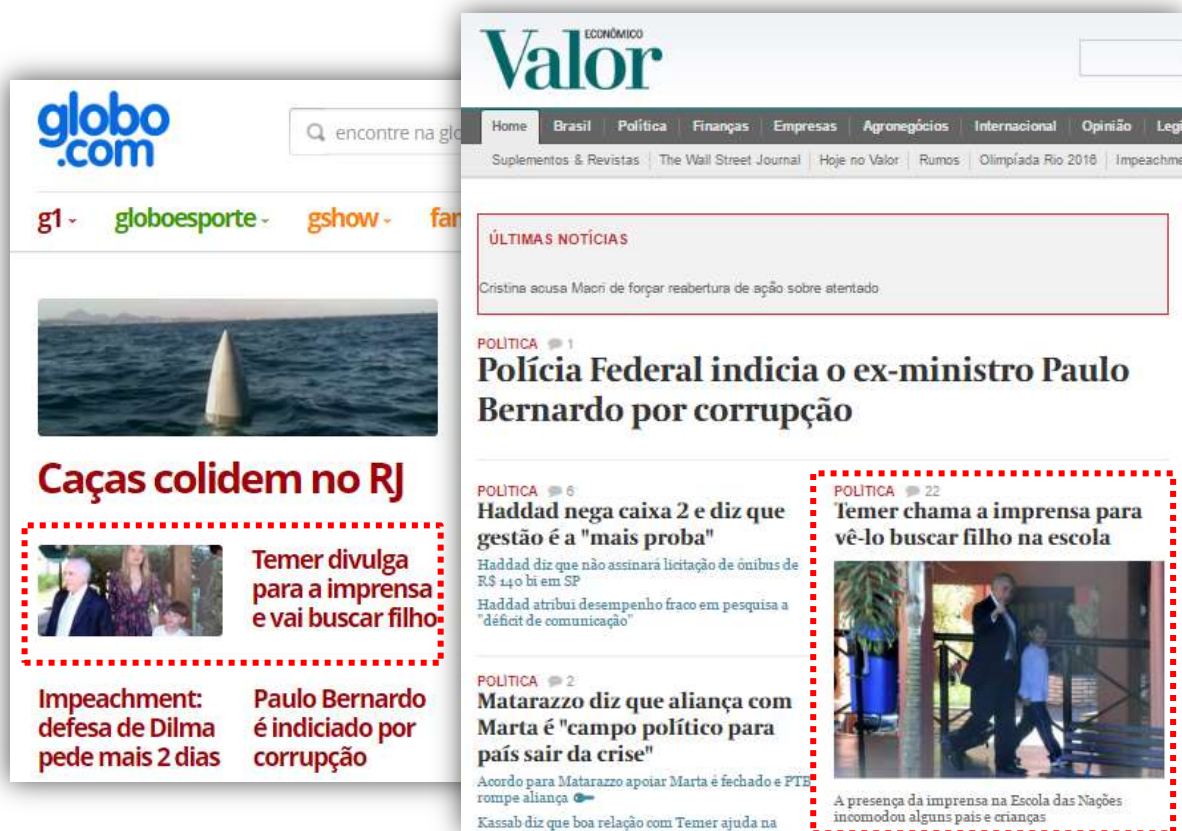 globo
.com
encontre na
g1
globoesporte
gshow
Caças colidem no RJ
Temer divulga
para a imprensa
e vai buscar filho
Impeachment:
defesa de Dilma
pede mais 2 dias
Paulo Bernardo
é indiciado por
corrupção
Valor
ECONÔMICO
Home Brasil Política Finanças Empresas Agronegócios Internacional Opinião
Suplementos & Revistas The Wall Street Journal Hoje no Valor Rumos Olimpíada Rio 2016
ÚLTIMAS NOTÍCIAS
Cristina acusa Macri de forçar reabertura de ação sobre atentado
POLÍTICA 1
Polícia Federal indicia o ex-ministro Paulo
Bernardo por corrupção
POLÍTICA 6
Haddad nega caixa 2 e diz que
gestão é a "mais proba"
Haddad diz que não assinará licitação de ônibus de
R$ 140 bi em SP
Haddad atribui desempenho fraco em pesquisa a
"déficit de comunicação"
POLÍTICA 2
Matarazzo diz que aliança com
Marta é "campo político para
país sair da crise"
Acordo para Matarazzo apoiar Marta é fechado e PTB
rompe aliança
Kassab diz que boa relação com Temer ajuda na
POLÍTICA 22
Temer chama a imprensa para
vê-lo buscar filho na escola
A presença da imprensa na Escola das Nações
incomodou alguns pais e crianças